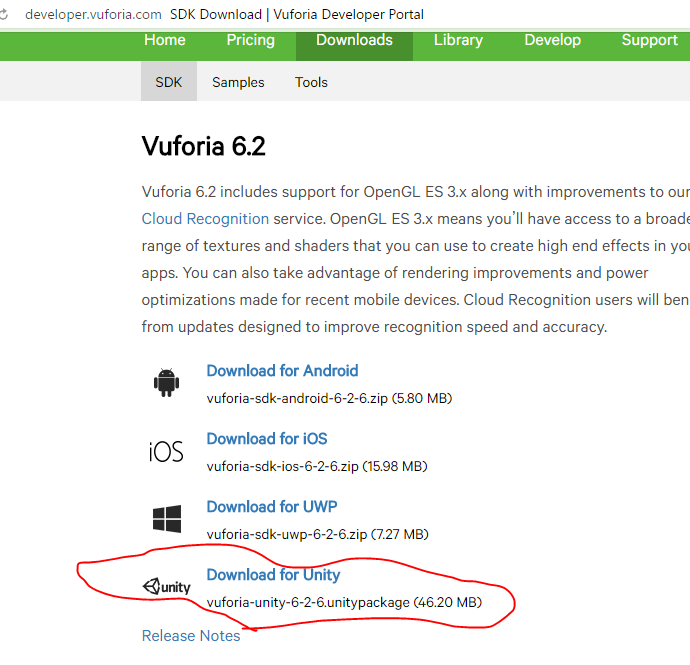 developer.vuforia.com SDK Download | Vuforia Developer Portal
Home Pricing Downloads Library Develop Support
SDK Samples Tools
Vuforia 6.2
Vuforia 6.2 includes support for OpenGL ES 3.x along with improvements to our
Cloud Recognition service. OpenGL ES 3.x means you'll have access to a broade
range of textures and shaders that you can use to create high end effects in you
apps. You can also take advantage of rendering improvements and power
optimizations made for recent mobile devices. Cloud Recognition users will ben
from updates designed to improve recognition speed and accuracy.
Download for Android
vuforia-sdk-android-6-2-6.zip (5.80 MB)
iOS
Download for iOS
vuforia-sdk-ios-6-2-6.zip (15.98 MB)
Download for UWP
vuforia-sdk-uwp-6-2-6.zip (7.27 MB)
unity
Download for Unity
vuforia-unity-6-2-6.unitypackage (46.20 MB)
Release Notes